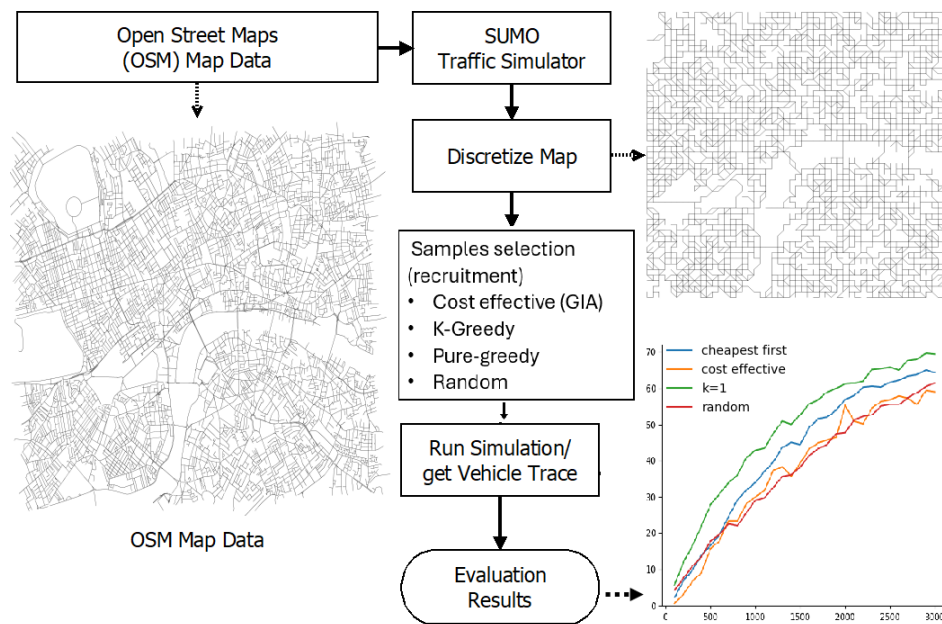 Open Street Maps
(OSM) Map Data
SUMO
Traffic Simulator
Discretize Map
Samples selection
(recruitment)
• Cost effective (GIA)
• K-Greedy
• Pure-greedy
• Random
Run Simulation/
get Vehicle Trace
OSM Map Data
Evaluation
Results
cheapest first
cost effective
k=1
random
70
60
50
40
30
20
10
0
0 500 1000 1500 2000 2500 3000